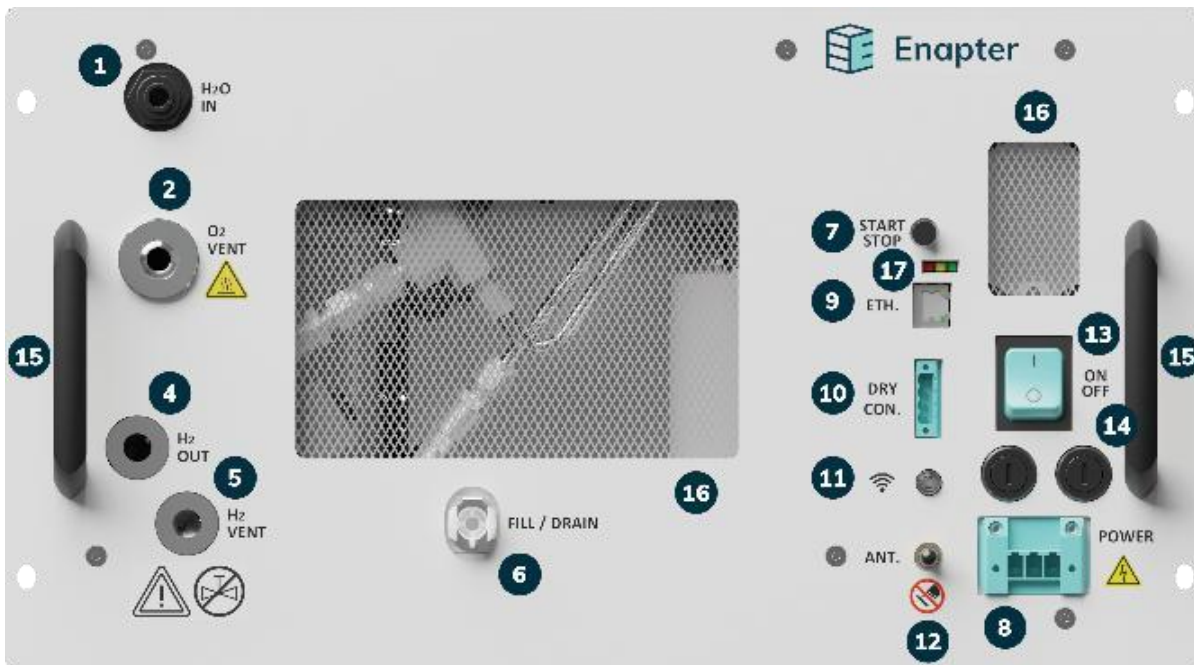 Enapter
1
H2O
IN
16
2
O2
VENT
7
START
STOP
17
9
ETH.
13
ON
OFF
15
15
4
H2
OUT
10
DRY
CON.
14
5
H2
VENT
16
11
FILL / DRAIN
6
POWER
ANT.
12
8